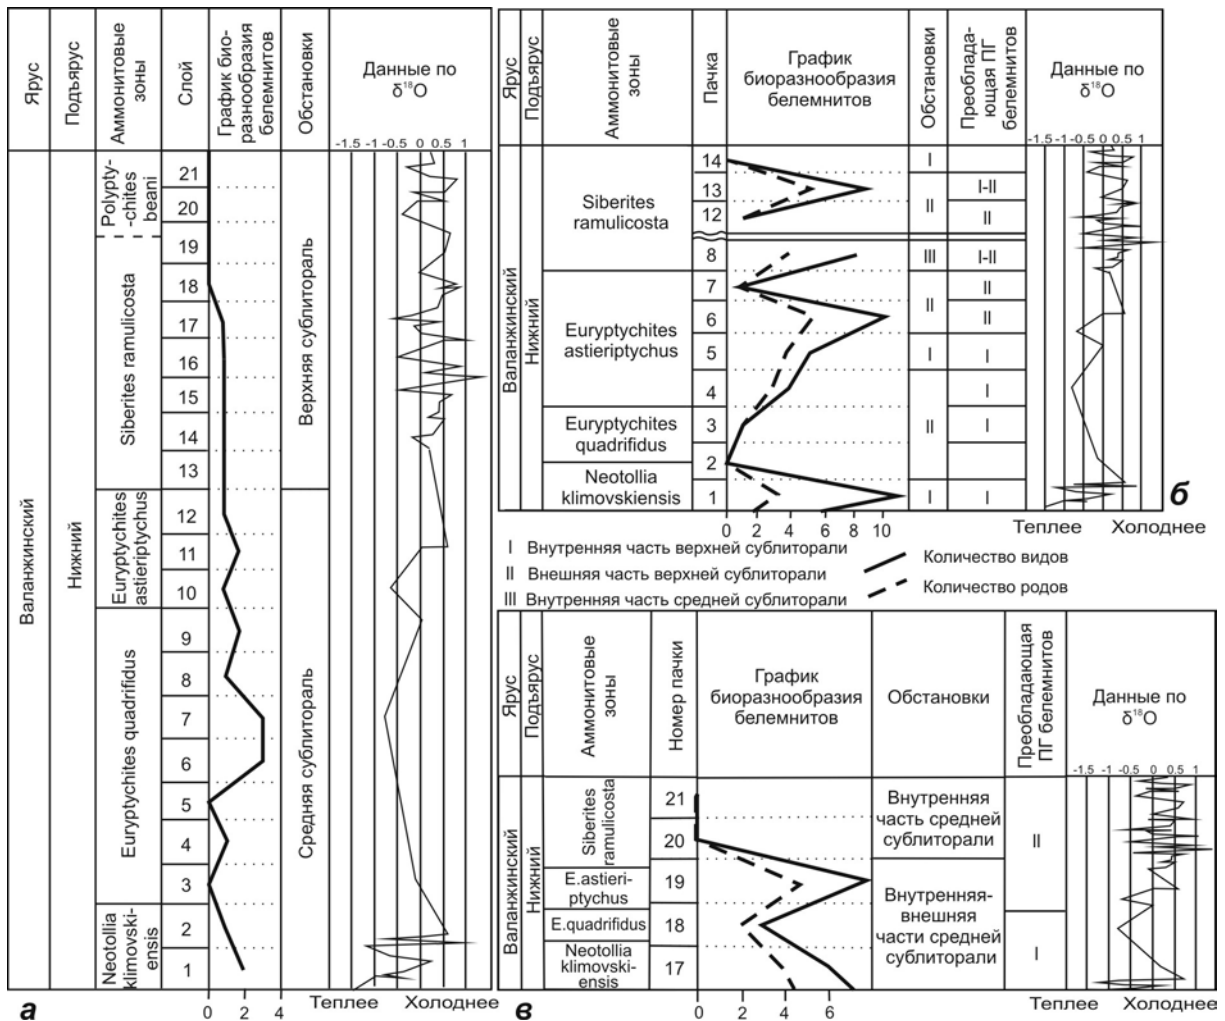 Ярус
Подъярус
Аммонитовые
зоны
Слой
График био-
разнообразия
белемнитов
Обстановки
Данные по
δ¹⁸O
-1.5 -1 -0.5 0 0.5 1
Валанжинский
Нижний
Polypty-
-chites
beani
Siberites ramulicosta
Euryptychites
astieriptychus
Euryptychites quadrifidus
Neotollia
klimovski-
ensis
21
20
19
18
17
16
15
14
13
12
11
10
9
8
7
6
5
4
3
2
1
Верхняя сублитораль
Средняя сублитораль
Теплее Холоднее
а
0 2 4
Ярус
Подъярус
Аммонитовые
зоны
Пачка
График
биоразнообразия
белемнитов
Обстановки
Преоблада-
ющая ПГ
белемнитов
Данные по
δ¹⁸O
-1.5 -0.5 0 0.5 1
Валанжинский
Нижний
Siberites
ramulicosta
Euryptychites
astieriptychus
Euryptychites
quadrifidus
Neotollia
klimovskiensis
14
13
12
8
7
6
5
4
3
2
1
I
II
III
II
I
II
I
I-II
II
I-II
II
II
I
I
I
I
б
0 2 4 6 8 10
Теплее Холоднее
I Внутренняя часть верхней сублиторали
II Внешняя часть верхней сублиторали
III Внутренняя часть средней сублиторали
Количество видов
Количество родов
Ярус
Подъярус
Аммонитовые
зоны
Номер пачки
График
биоразнообразия
белемнитов
Обстановки
Преобладающая
ПГ белемнитов
Данные по
δ¹⁸O
-1.5 -1 -0.5 0 0.5 1
Валанжинский
Нижний
Siberites
ramulicosta
E.astieri-
ptychus
E.quadrifidus
Neotollia
klimovski-
ensis
21
20
19
18
17
Внутренняя
часть средней
сублиторали
Внутренняя-
внешняя
части средней
сублиторали
II
I
в
0 2 4 6
Теплее Холоднее